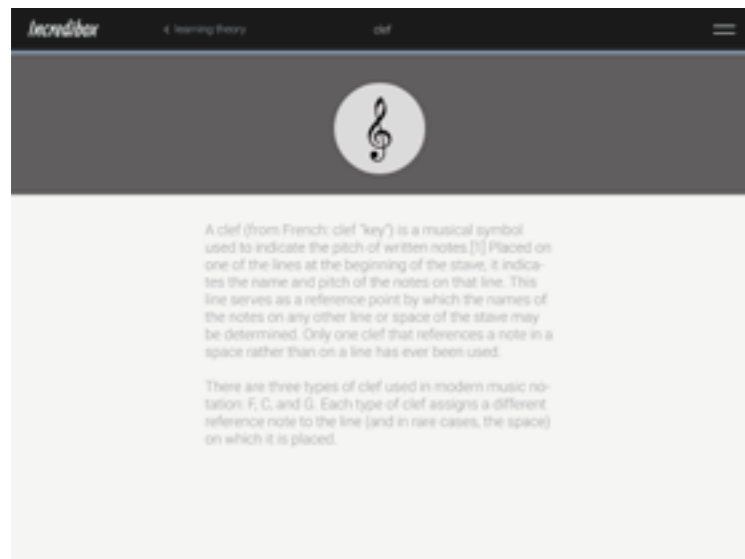 Incredibox
< learning theory
clef
A clef (from French: clef "key") is a musical symbol
used to indicate the pitch of written notes.[1] Placed on
one of the lines at the beginning of the stave, it indica-
tes the name and pitch of the notes on that line. This
line serves as a reference point by which the names of
the notes on any other line or space of the stave may
be determined. Only one clef that references a note in a
space rather than on a line has ever been used.
There are three types of clef used in modern music no-
tation: F, C, and G. Each type of clef assigns a different
reference note to the line (and in rare cases, the space)
on which it is placed.